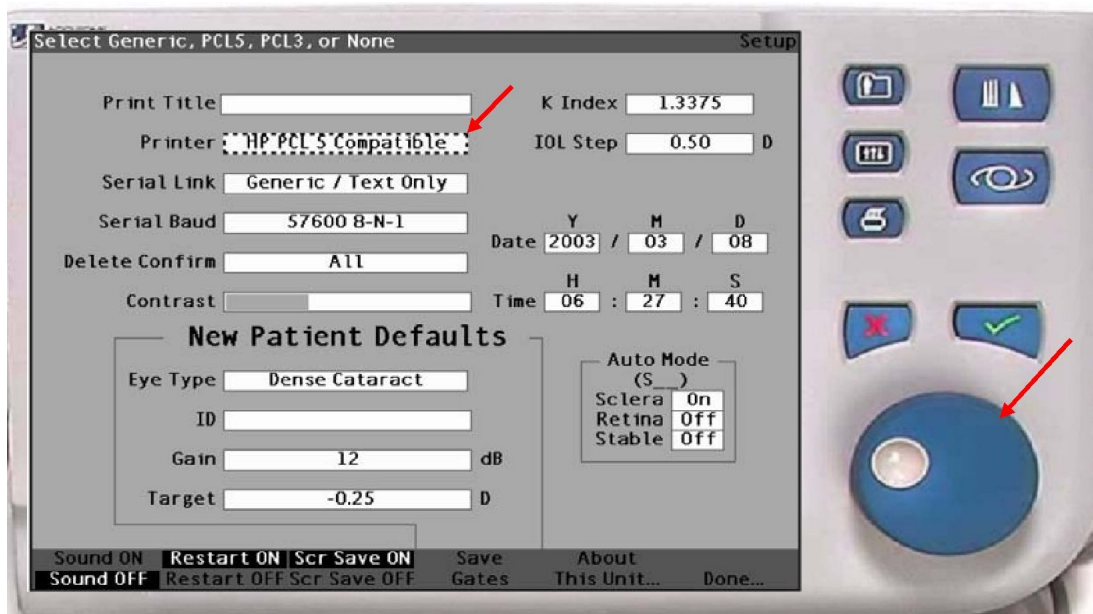 Select Generic, PCL5, PCL3, or None Setup
Print Title
K Index 1.3375
Printer HP PCL 5 Compatible
IOL Step 0.50 D
Serial Link Generic / Text Only
Serial Baud 57600 8-N-1
Y M D
Date 2003 / 03 / 08
Delete Confirm All
H M S
Contrast
Time 06 : 27 : 40
New Patient Defaults
Eye Type Dense Cataract
ID
Gain 12 dB
Target -0.25 D
Auto Mode
(S__)
Sclera On
Retina Off
Stable Off
Sound ON Restart ON Scr Save ON Save About
Sound OFF Restart OFF Scr Save OFF Gates This Unit... Done...